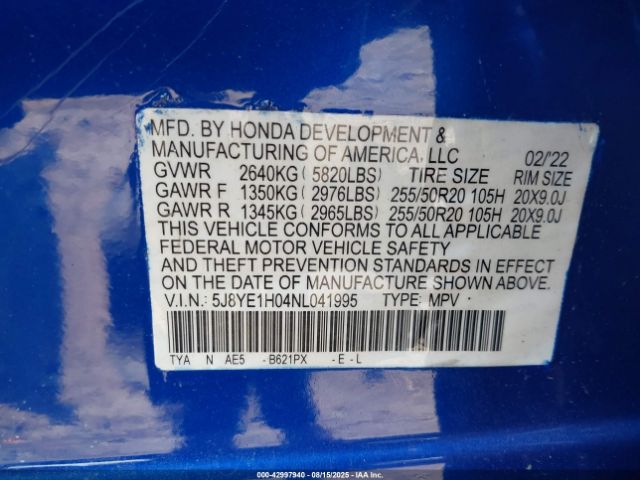 MFD. BY HONDA DEVELOPMENT &
MANUFACTURING OF AMERICA, LLC 02/'22
GVWR 2640KG ( 5820LBS ) TIRE SIZE RIM SIZE
GAWR F 1350KG ( 2976LBS ) 255/50R20 105H 20X9.0J
GAWR R 1345KG ( 2965LBS ) 255/50R20 105H 20X9.0J
THIS VEHICLE CONFORMS TO ALL APPLICABLE
FEDERAL MOTOR VEHICLE SAFETY
AND THEFT PREVENTION STANDARDS IN EFFECT
ON THE DATE OF MANUFACTURE SHOWN ABOVE.
V.I.N.: 5J8YE1H04NL041995 TYPE: MPV
TYA N AE5 -B621PX -E-L
000-42997940 - 08/15/2025 - IAA Inc.